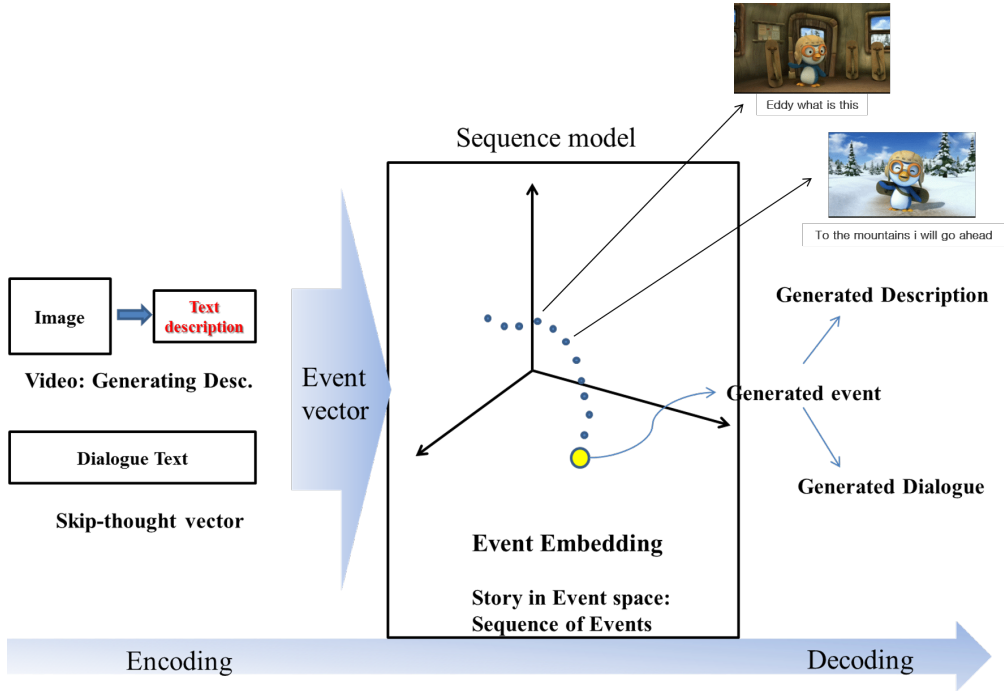 Eddy what is this
Sequence model
To the mountains i will go ahead
Image
Text
description
Video: Generating Desc.
Dialogue Text
Skip-thought vector
Event
vector
Generated Description
Generated event
Generated Dialogue
Event Embedding
Story in Event space:
Sequence of Events
Encoding
Decoding